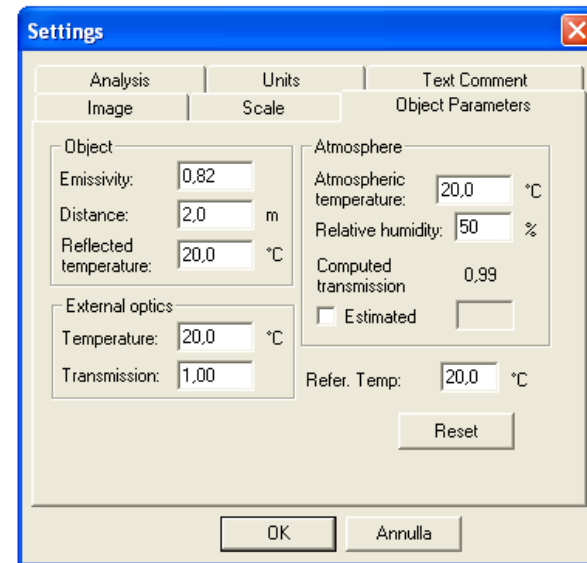 Settings
Analysis
Units
Text Comment
Image
Scale
Object Parameters
Object
Emissivity: 0,82
Distance: 2,0 m
Reflected
temperature: 20,0 °C
External optics
Temperature: 20,0 °C
Transmission: 1,00
Atmosphere
Atmospheric
temperature: 20,0 °C
Relative humidity: 50 %
Computed
transmission 0,99
Estimated
Refer. Temp: 20,0 °C
Reset
OK
Annulla